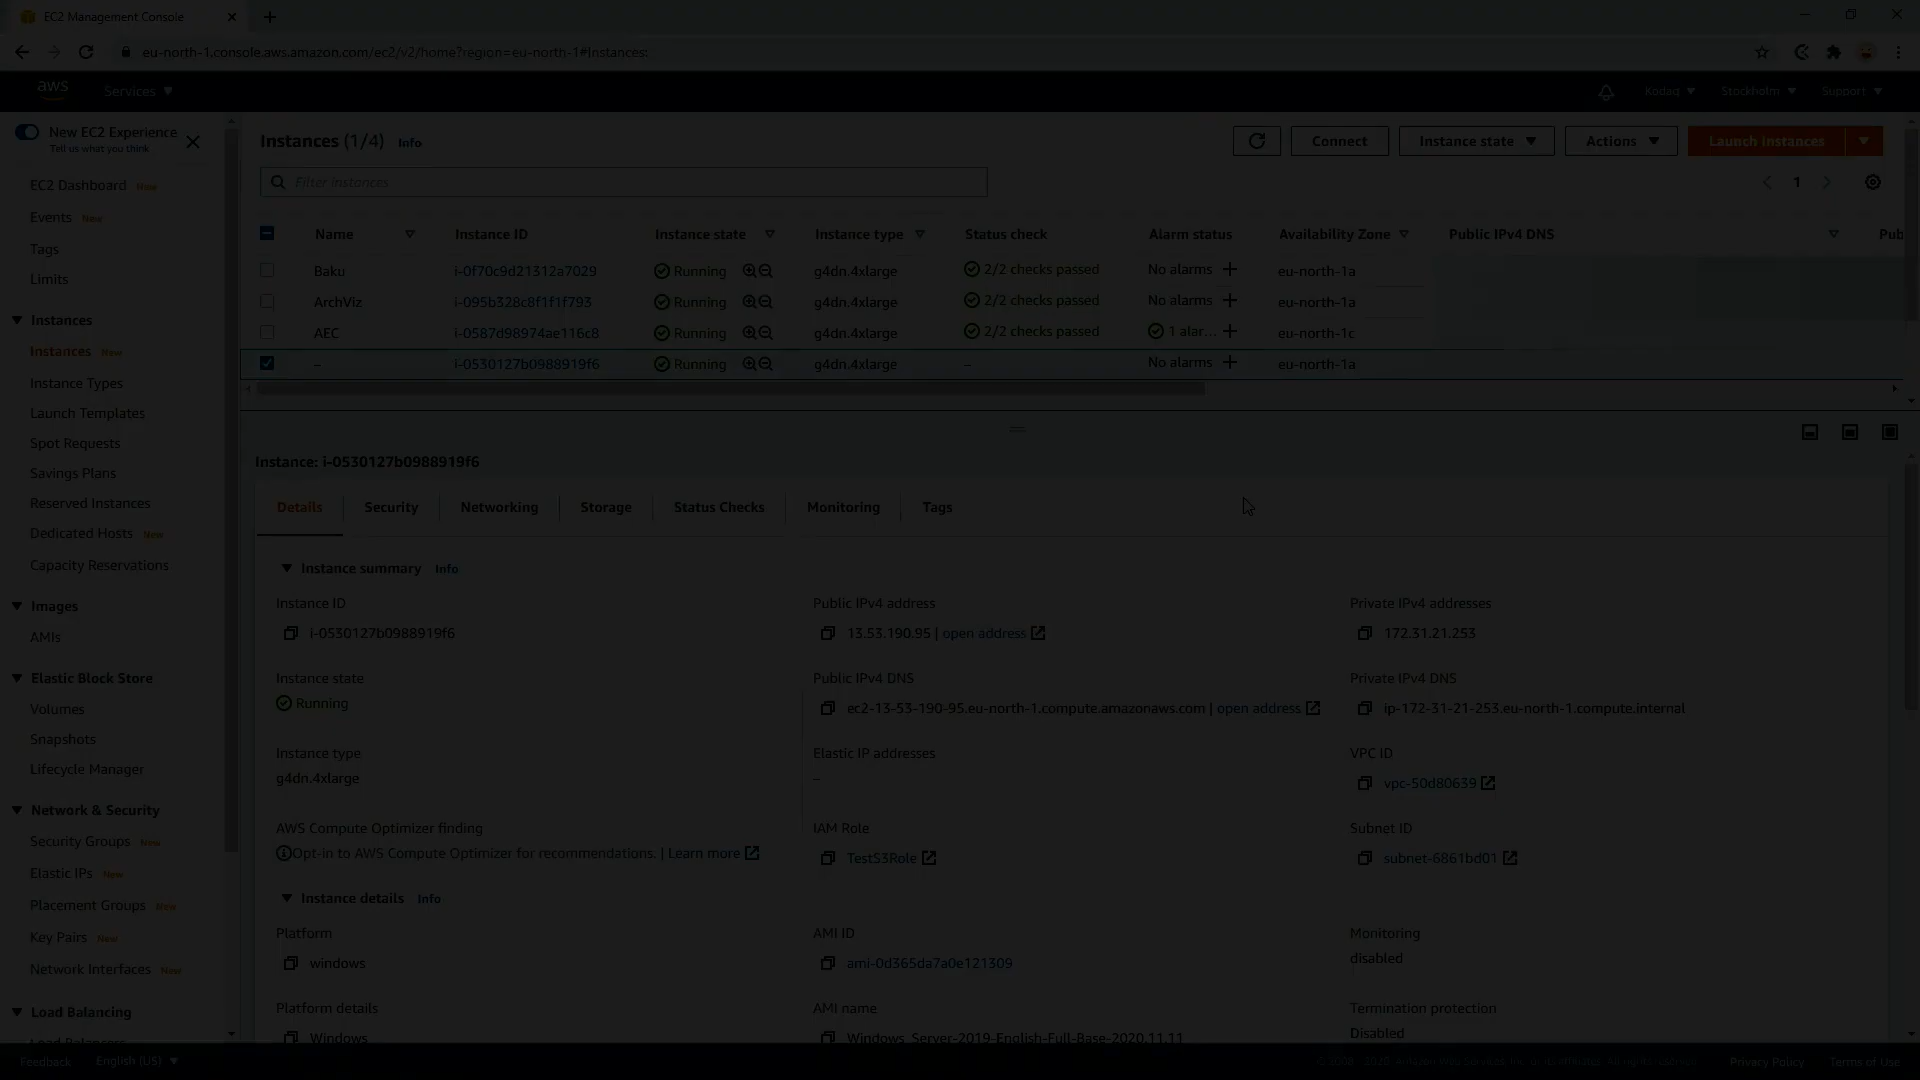 EC2 Management Console
eu-north-1.console.aws.amazon.com/ec2/v2/home?region=eu-north-1#Instances:
aws
Services
Kodad
Stockholm
Support
New EC2 Experience
Tell us what you think
EC2 Dashboard New
Events New
Tags
Limits
Instances
Instances New
Instance Types
Launch Templates
Spot Requests
Savings Plans
Reserved Instances
Dedicated Hosts New
Capacity Reservations
Images
AMIs
Elastic Block Store
Volumes
Snapshots
Lifecycle Manager
Network & Security
Security Groups New
Elastic IPs New
Placement Groups New
Key Pairs New
Network Interfaces New
Load Balancing
Load Balancers
Instances (1/4) Info
Connect
Instance state
Actions
Launch instances
Filter instances
1
Name Instance ID Instance state Instance type Status check Alarm status Availability Zone Public IPv4 DNS Pub
Baku i-0f70c9d21312a7029 Running g4dn.4xlarge 2/2 checks passed No alarms + eu-north-1a
ArchViz i-095b328c8f1f1f793 Running g4dn.4xlarge 2/2 checks passed No alarms + eu-north-1a
AEC i-0587d98974ae116c8 Running g4dn.4xlarge 2/2 checks passed 1 alar... + eu-north-1c
– i-0530127b0988919f6 Running g4dn.4xlarge – No alarms + eu-north-1a
Instance: i-0530127b0988919f6
Details Security Networking Storage Status Checks Monitoring Tags
Instance summary Info
Instance ID
i-0530127b0988919f6
Public IPv4 address
13.53.190.95 | open address
Private IPv4 addresses
172.31.21.253
Instance state
Running
Public IPv4 DNS
ec2-13-53-190-95.eu-north-1.compute.amazonaws.com | open address
Private IPv4 DNS
ip-172-31-21-253.eu-north-1.compute.internal
Instance type
g4dn.4xlarge
Elastic IP addresses
–
VPC ID
vpc-50d80639
AWS Compute Optimizer finding
Opt-in to AWS Compute Optimizer for recommendations. | Learn more
IAM Role
TestS3Role
Subnet ID
subnet-6861bd01
Instance details Info
Platform
windows
AMI ID
ami-0d365da7a0e121309
Monitoring
disabled
Platform details
Windows
AMI name
Windows_Server-2019-English-Full-Base-2020.11.11
Termination protection
Disabled
Feedback
English (US)
Privacy Policy
Terms of Use